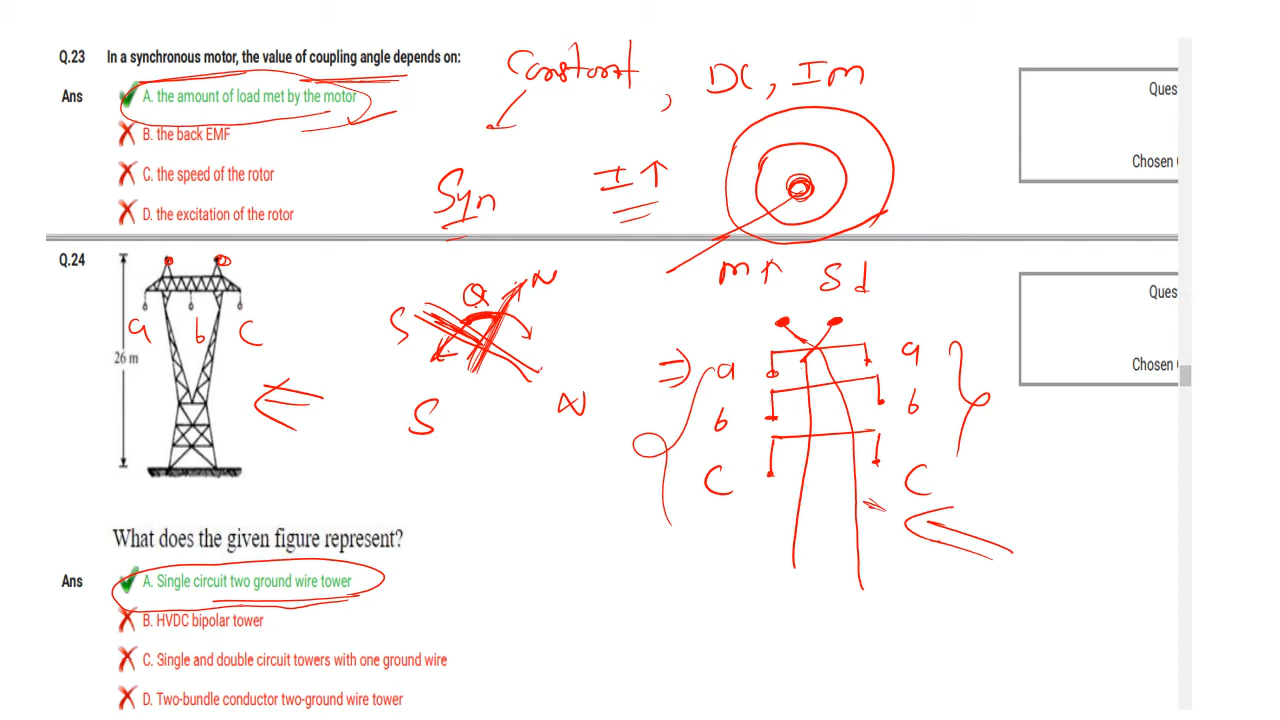 Q.23 In a synchronous motor, the value of coupling angle depends on:
Constant, DC, Im
Ans A. the amount of load met by the motor
B. the back EMF
C. the speed of the rotor
D. the excitation of the rotor
Syn
I↑
Ques
Chosen
m↑ Sd
Q.24
26 m
a b c
S Q N
S N
a a
b b
C C
Ques
Chosen
What does the given figure represent?
Ans A. Single circuit two ground wire tower
B. HVDC bipolar tower
C. Single and double circuit towers with one ground wire
D. Two-bundle conductor two-ground wire tower